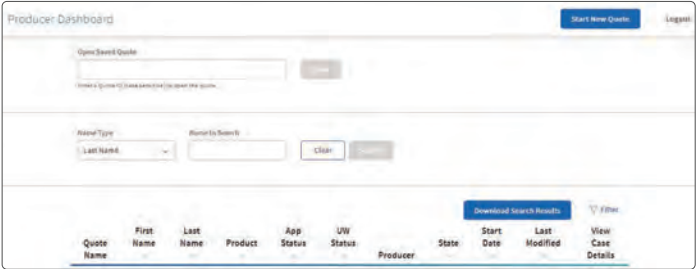 Producer Dashboard
Start New Quote
Logout
Open Saved Quote
Open
Name Type
Name to Search
Last Name
Clear
Search
Download Search Results
Filter
Quote Name
First Name
Last Name
Product
App Status
UW Status
Producer
State
Start Date
Last Modified
View Case Details